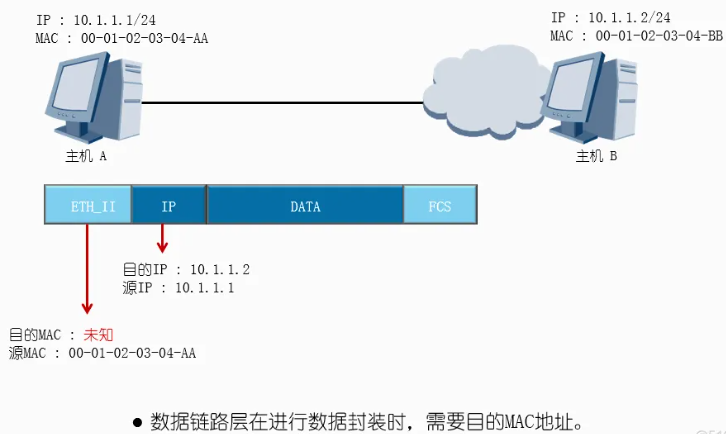 IP : 10.1.1.1/24
MAC : 00-01-02-03-04-AA
IP : 10.1.1.2/24
MAC : 00-01-02-03-04-BB
主机 A
主机 B
ETH_II IP DATA FCS
目的IP : 10.1.1.2
源IP : 10.1.1.1
目的MAC : 未知
源MAC : 00-01-02-03-04-AA
● 数据链路层在进行数据封装时，需要目的MAC地址。